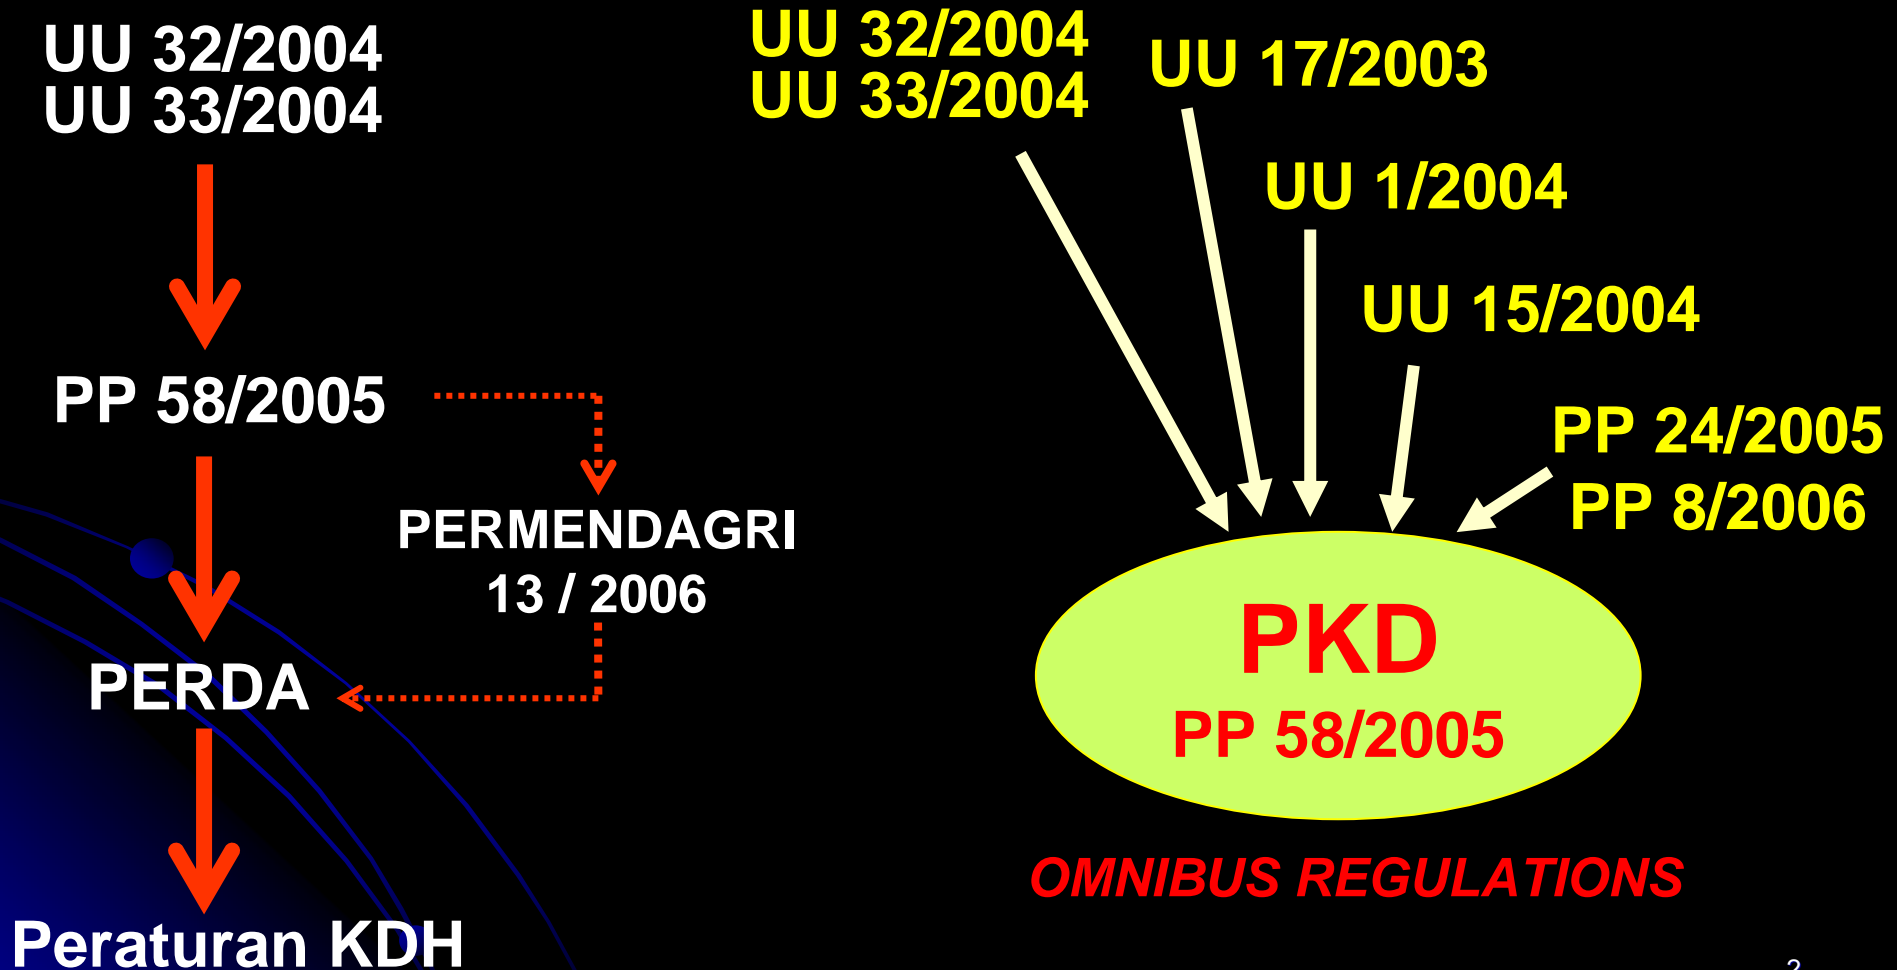 UU 32/2004
UU 33/2004
PP 58/2005
PERMENDAGRI
13 / 2006
PERDA
Peraturan KDH
UU 32/2004
UU 33/2004
UU 17/2003
UU 1/2004
UU 15/2004
PP 24/2005
PP 8/2006
PKD
PP 58/2005
OMNIBUS REGULATIONS
2